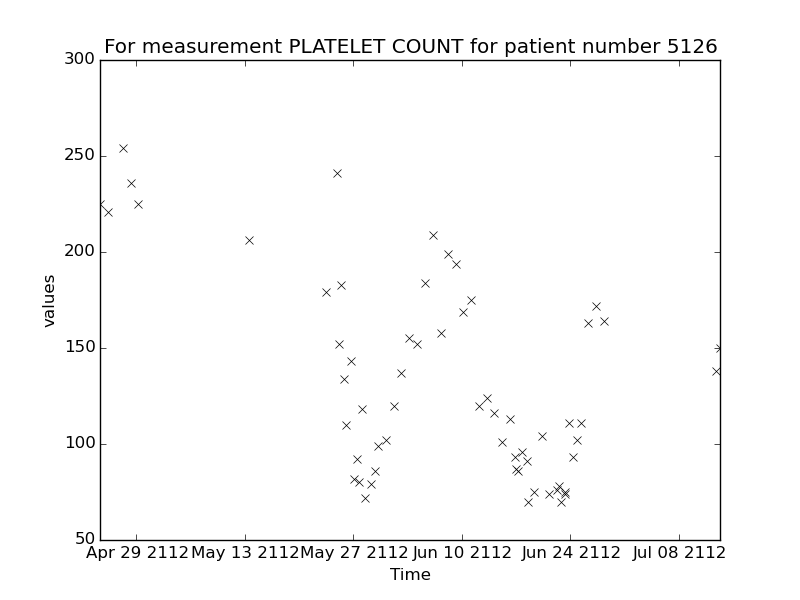 For measurement PLATELET COUNT for patient number 5126
300
250
200
150
100
50
values
Apr 29 2112 May 13 2112 May 27 2112 Jun 10 2112 Jun 24 2112 Jul 08 2112
Time